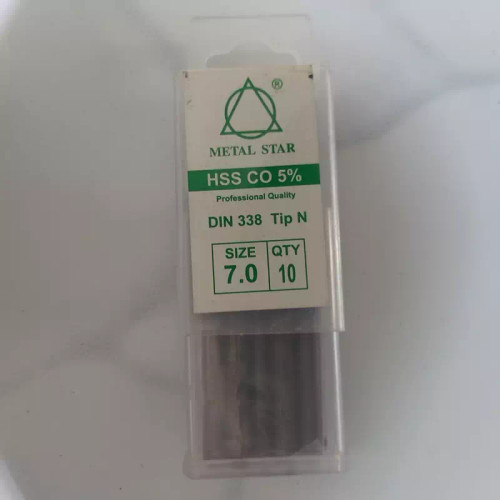 ®
METAL STAR
HSS CO 5%
Professional Quality
DIN 338 Tip N
SIZE QTY
7.0 10